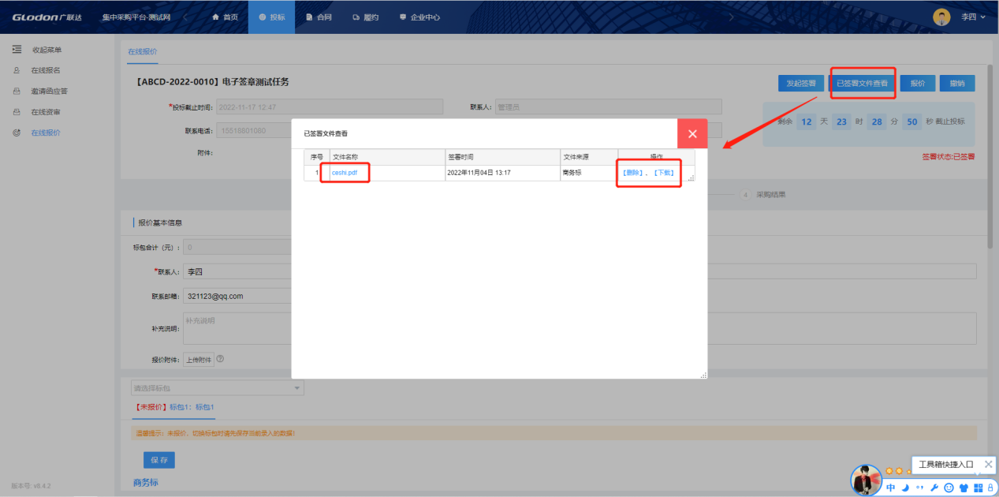 GLODON广联达 集中采购平台-测试网 首页 投标 合同 履约 企业中心 李四
收起菜单
在线报名
邀请函应答
在线资审
在线报价
版本号: v8.4.2
在线报价
【ABCD-2022-0010】电子签章测试任务
发起签署 已签署文件查看 报价 撤销
*投标截止时间: 2022-11-17 12:47 联系人: 管理员
联系电话: 15516801080
附件:
剩余 12 天 23 时 28 分 50 秒 截止投标
签署状态:已签署
4 采购结果
已签署文件查看
序号 文件名称 签署时间 文件来源 操作
1 ceshi.pdf 2022年11月04日 13:17 商务标 【删除】、【下载】
报价基本信息
标包合计（元）: 0
*联系人: 李四
联系邮箱: 321123@qq.com
补充说明: 补充说明
报价附件: 上传附件
请选择标包
【未报价】标包1：标包1
温馨提示：未报价，切换标包时请先保存当前录入的数据!
保存
商务标
工具箱快捷入口
中